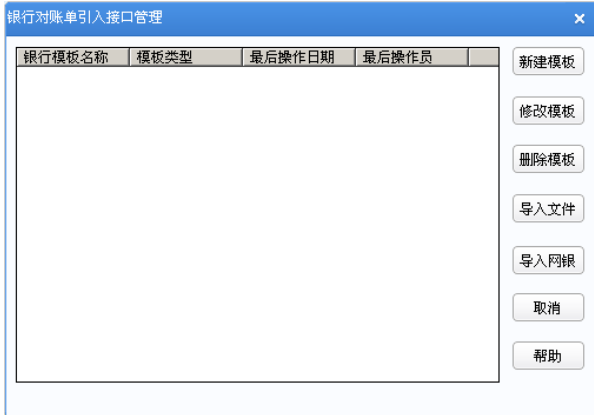 银行对账单引入接口管理
银行模板名称 模板类型 最后操作日期 最后操作员
新建模板
修改模板
删除模板
导入文件
导入网银
取消
帮助